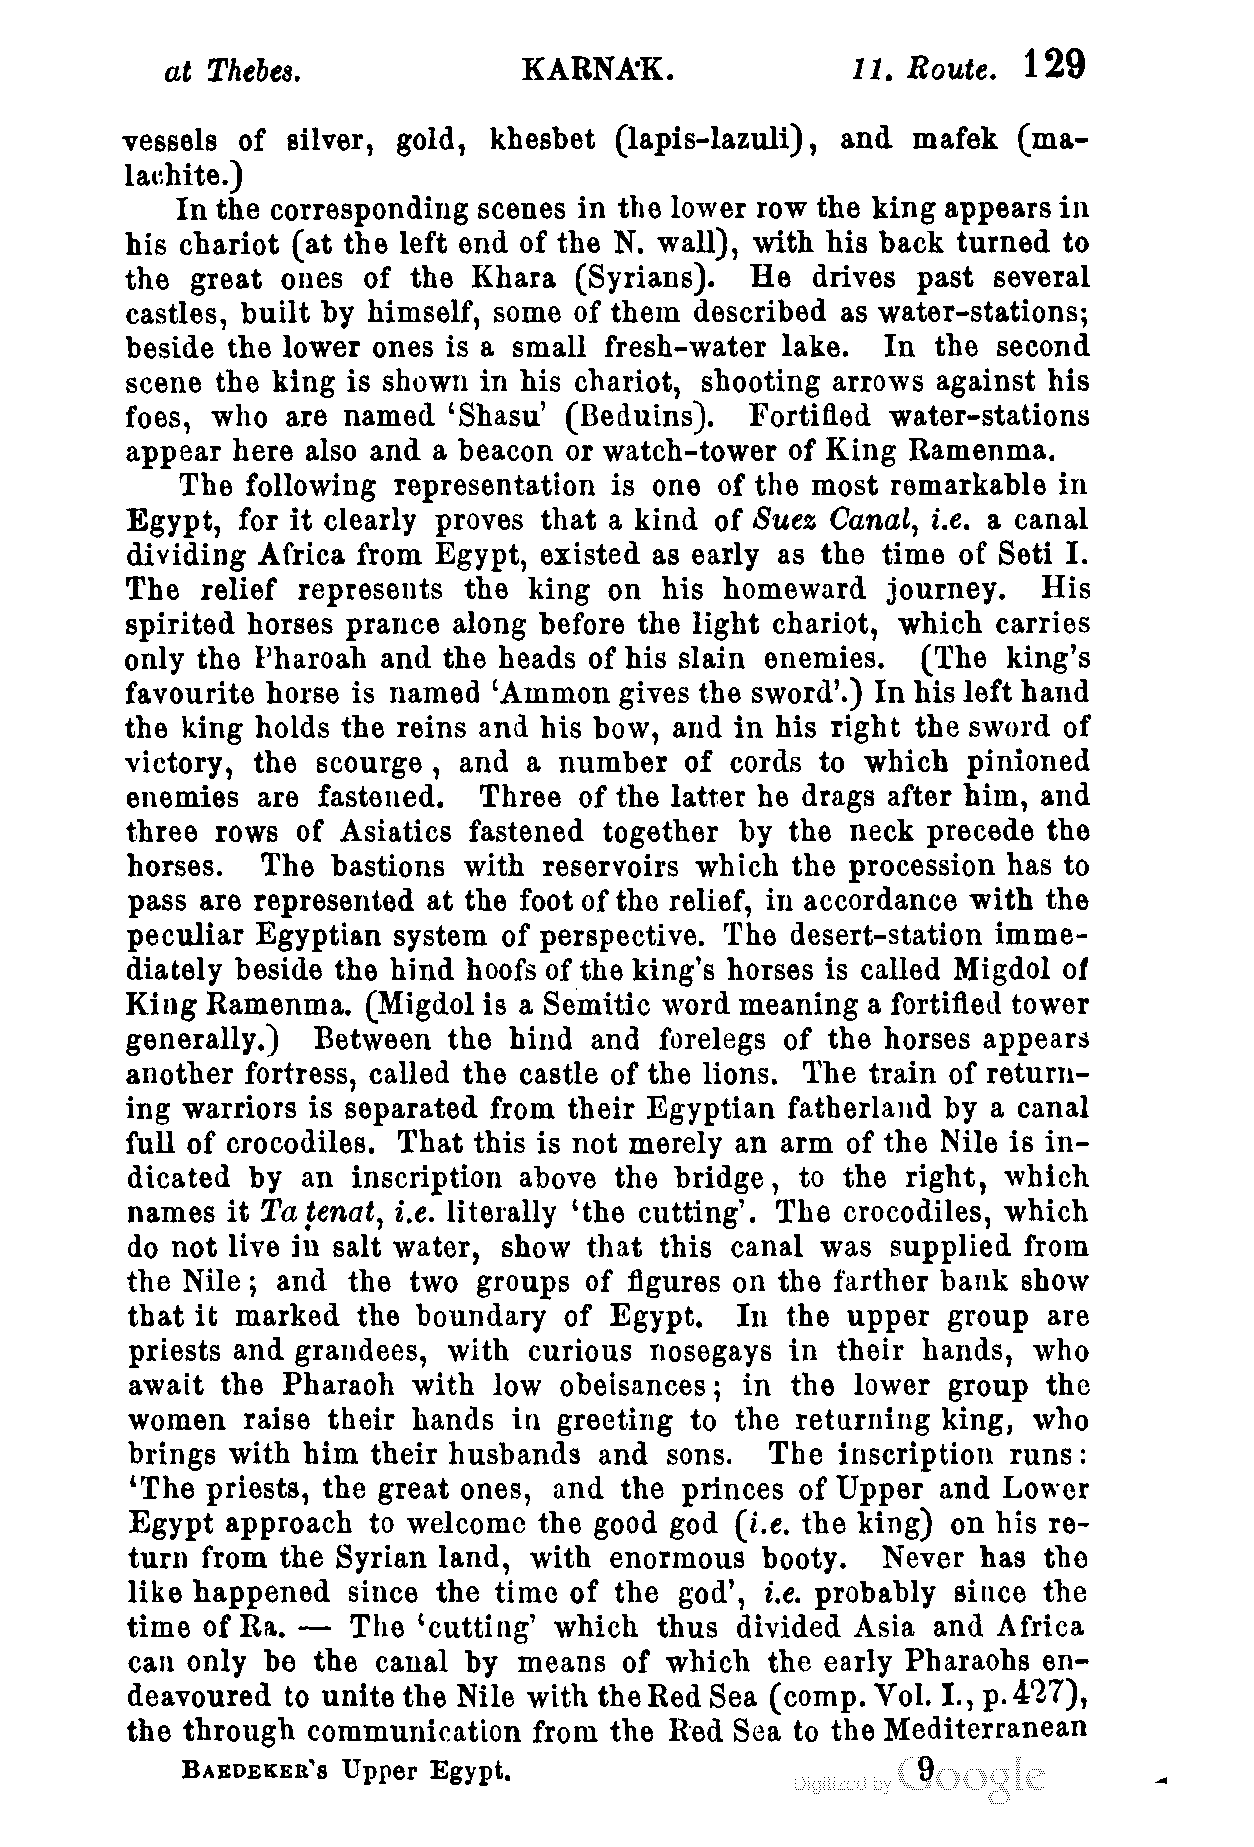 at Thebes. KARNA·K. 11. Route. 129
vessels of silver, gold, khesbet (lapis-lazuli), and mafek (ma-
lachite.)
In the corresponding scenes in the lower row the king appears in
his chariot (at the left end of the N. wall), with his back turned to
the great ones of the Khara (Syrians). He drives past several
castles, built by himself, some of them described as water-stations;
beside the lower ones is a small fresh-water lake. In the second
scene the king is shown in his chariot, shooting arrows against his
foes, who are named ‘Shasu’ (Beduins). Fortified water-stations
appear here also and a beacon or watch-tower of King Ramenma.
The following representation is one of the most remarkable in
Egypt, for it clearly proves that a kind of Suez Canal, i.e. a canal
dividing Africa from Egypt, existed as early as the time of Seti I.
The relief represents the king on his homeward journey. His
spirited horses prance along before the light chariot, which carries
only the Pharoah and the heads of his slain enemies. (The king’s
favourite horse is named ‘Ammon gives the sword’.) In his left hand
the king holds the reins and his bow, and in his right the sword of
victory, the scourge, and a number of cords to which pinioned
enemies are fastened. Three of the latter he drags after him, and
three rows of Asiatics fastened together by the neck precede the
horses. The bastions with reservoirs which the procession has to
pass are represented at the foot of the relief, in accordance with the
peculiar Egyptian system of perspective. The desert-station imme-
diately beside the hind hoofs of the king’s horses is called Migdol of
King Ramenma. (Migdol is a Semitic word meaning a fortified tower
generally.) Between the hind and forelegs of the horses appears
another fortress, called the castle of the lions. The train of return-
ing warriors is separated from their Egyptian fatherland by a canal
full of crocodiles. That this is not merely an arm of the Nile is in-
dicated by an inscription above the bridge, to the right, which
names it Ta ṭenat, i.e. literally ‘the cutting’. The crocodiles, which
do not live in salt water, show that this canal was supplied from
the Nile; and the two groups of figures on the farther bank show
that it marked the boundary of Egypt. In the upper group are
priests and grandees, with curious nosegays in their hands, who
await the Pharaoh with low obeisances; in the lower group the
women raise their hands in greeting to the returning king, who
brings with him their husbands and sons. The inscription runs:
‘The priests, the great ones, and the princes of Upper and Lower
Egypt approach to welcome the good god (i.e. the king) on his re-
turn from the Syrian land, with enormous booty. Never has the
like happened since the time of the god’, i.e. probably since the
time of Ra. — The ‘cutting’ which thus divided Asia and Africa
can only be the canal by means of which the early Pharaohs en-
deavoured to unite the Nile with the Red Sea (comp. Vol. I., p. 427),
the through communication from the Red Sea to the Mediterranean
BAEDEKER’S Upper Egypt. 9
Digitized by Google